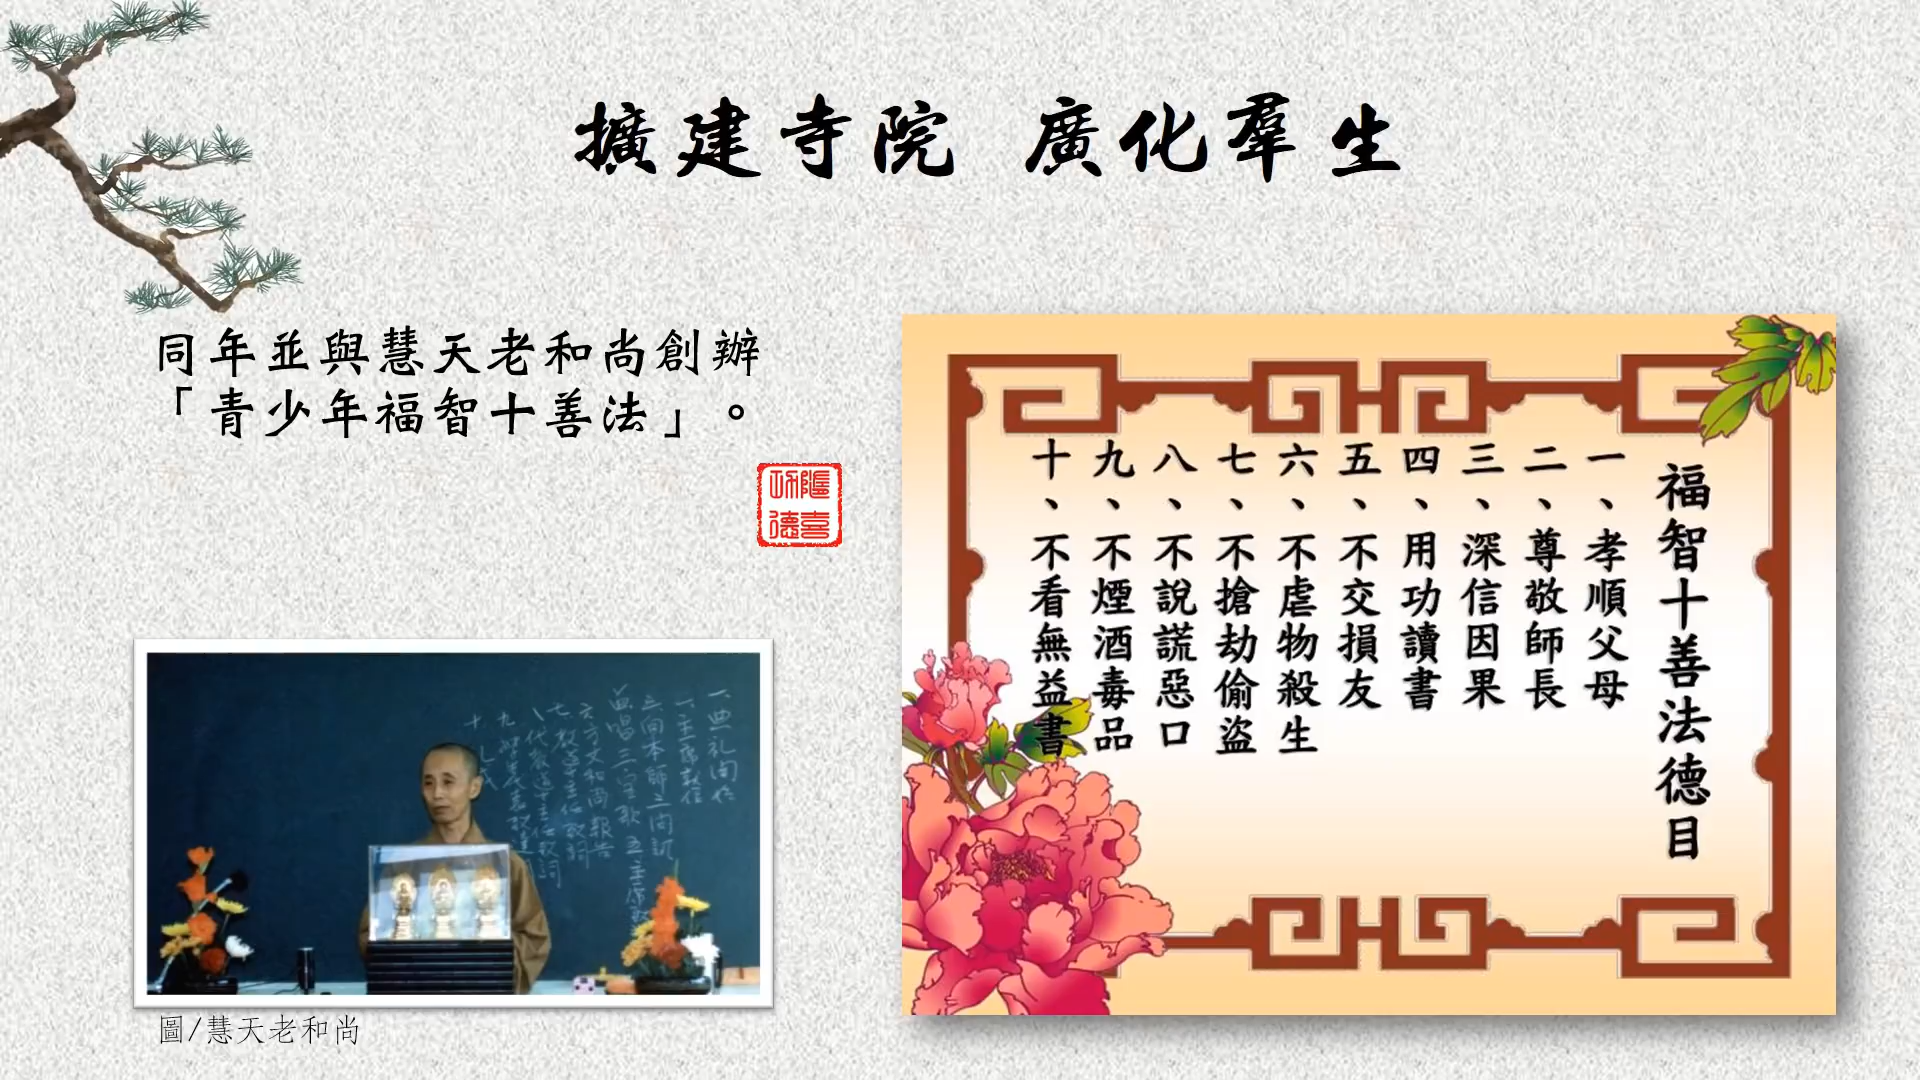 擴建寺院 廣化羣生
同年並與慧天老和尚創辦
「青少年福智十善法」。
福智十善法德目
一、孝順父母
二、尊敬師長
三、深信因果
四、用功讀書
五、不交損友
六、不虐物殺生
七、不搶劫偷盜
八、不說謊惡口
九、不煙酒毒品
十、不看無益書
圖/慧天老和尚